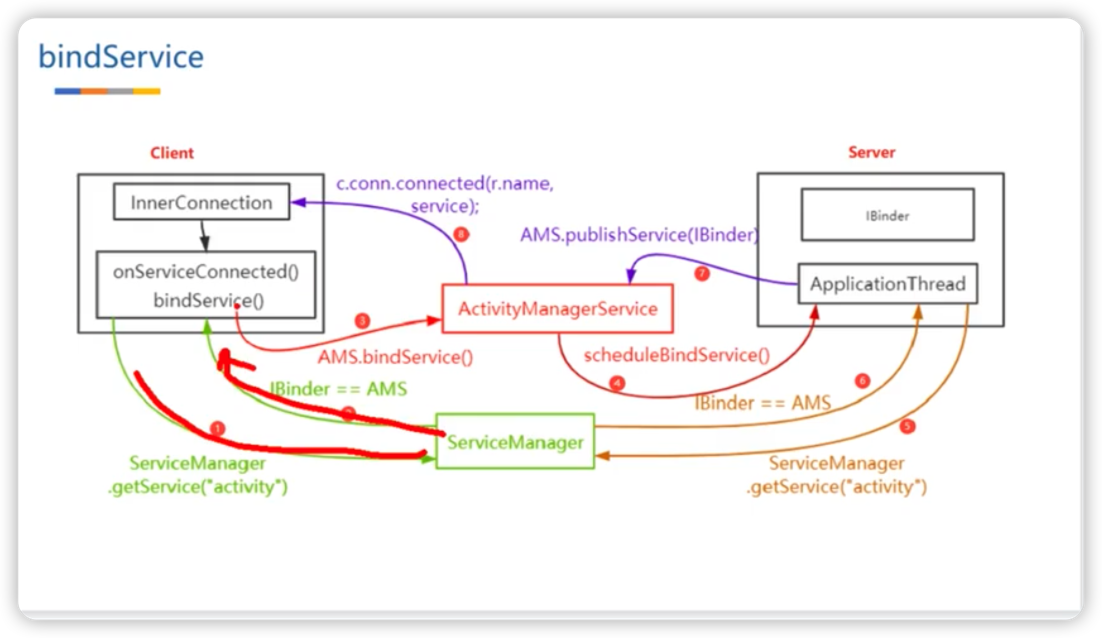 bindService
Client
Server
InnerConnection
onServiceConnected()
bindService()
c.conn.connected(r.name,
service);
8
AMS.publishService(IBinder)
7
IBinder
ApplicationThread
ActivityManagerService
3
AMS.bindService()
scheduleBindService()
4
IBinder == AMS
2
IBinder == AMS
6
1
5
ServiceManager
ServiceManager
.getService("activity")
ServiceManager
.getService("activity")